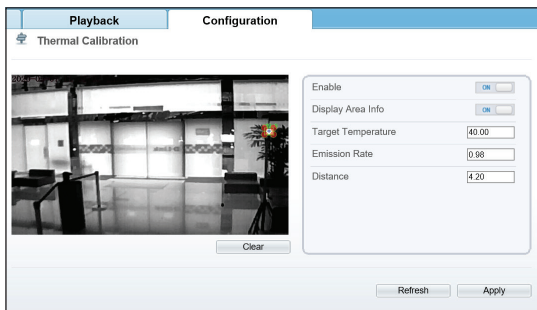 Playback
Configuration
Thermal Calibration
Enable
ON
Display Area Info
ON
Target Temperature
40.00
Emission Rate
0.98
Distance
4.20
Clear
Refresh
Apply